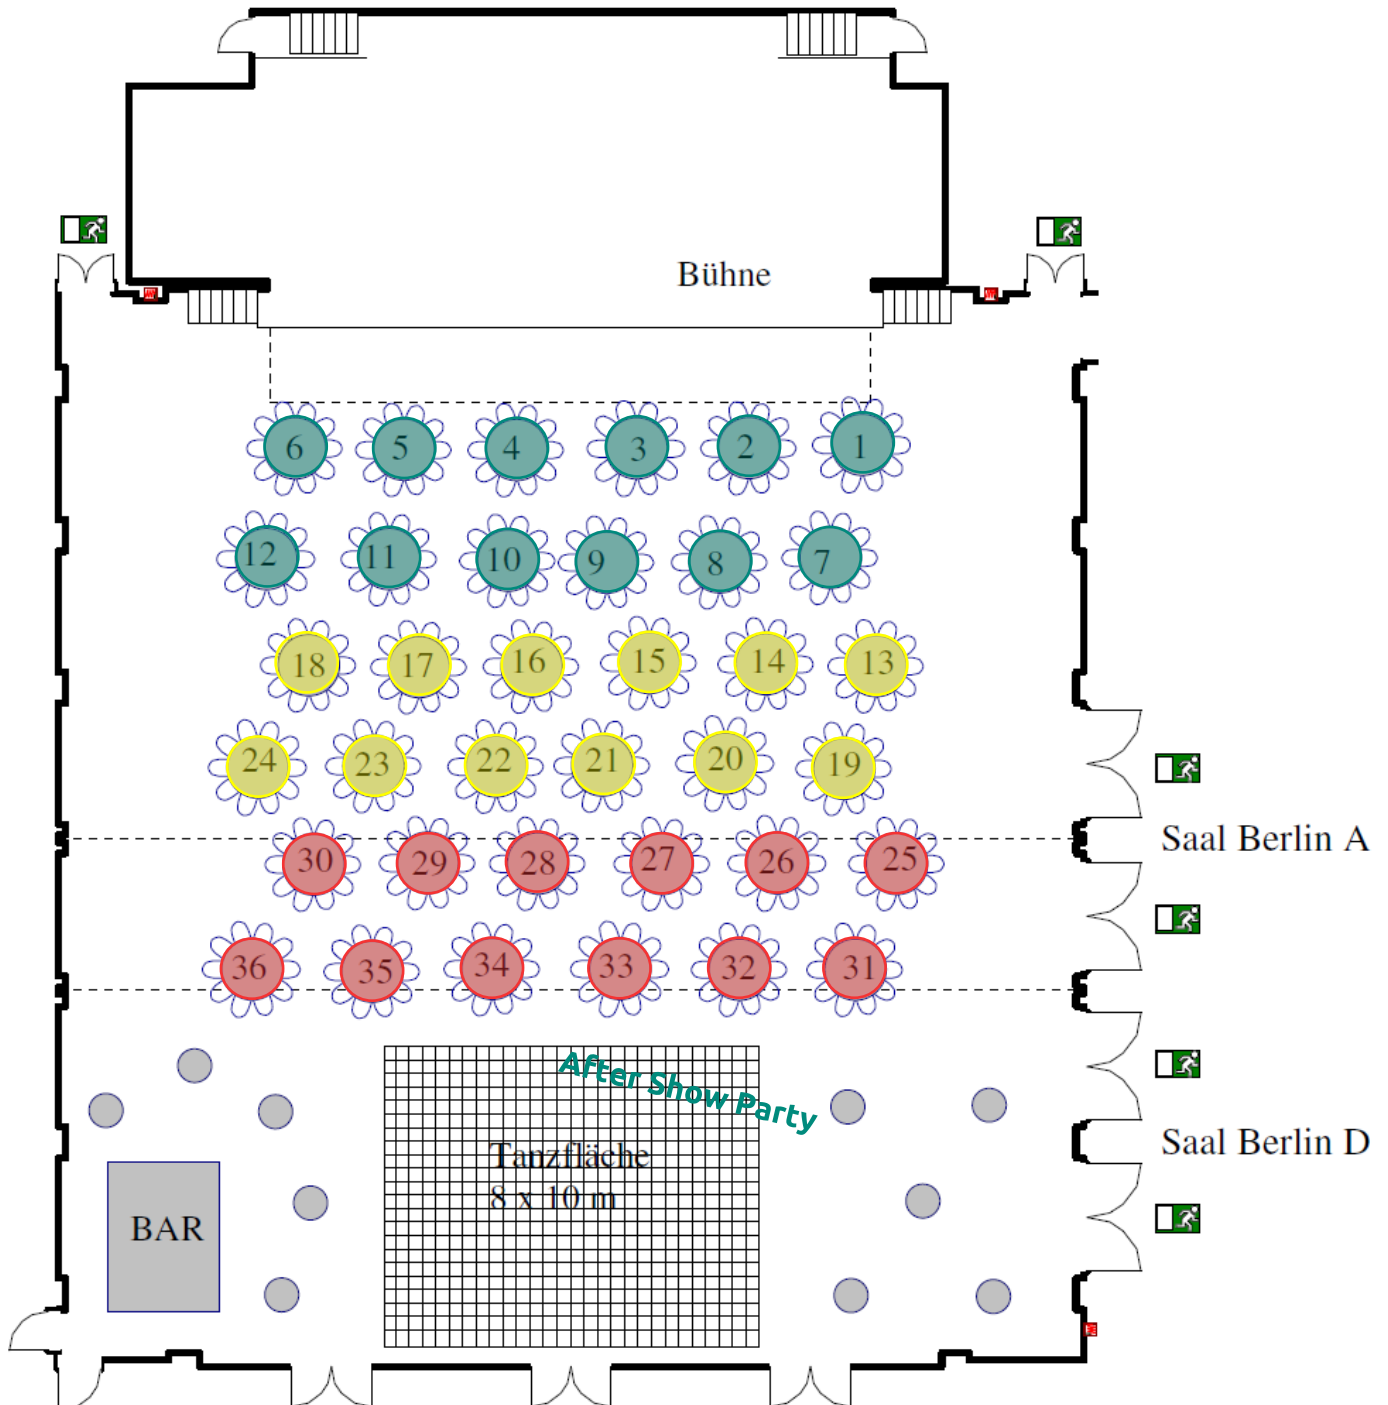 Bühne
6 5 4 3 2 1
12 11 10 9 8 7
18 17 16 15 14 13
24 23 22 21 20 19
Saal Berlin A
30 29 28 27 26 25
36 35 34 33 32 31
After Show Party
Saal Berlin D
Tanzfläche
8 x 10 m
BAR